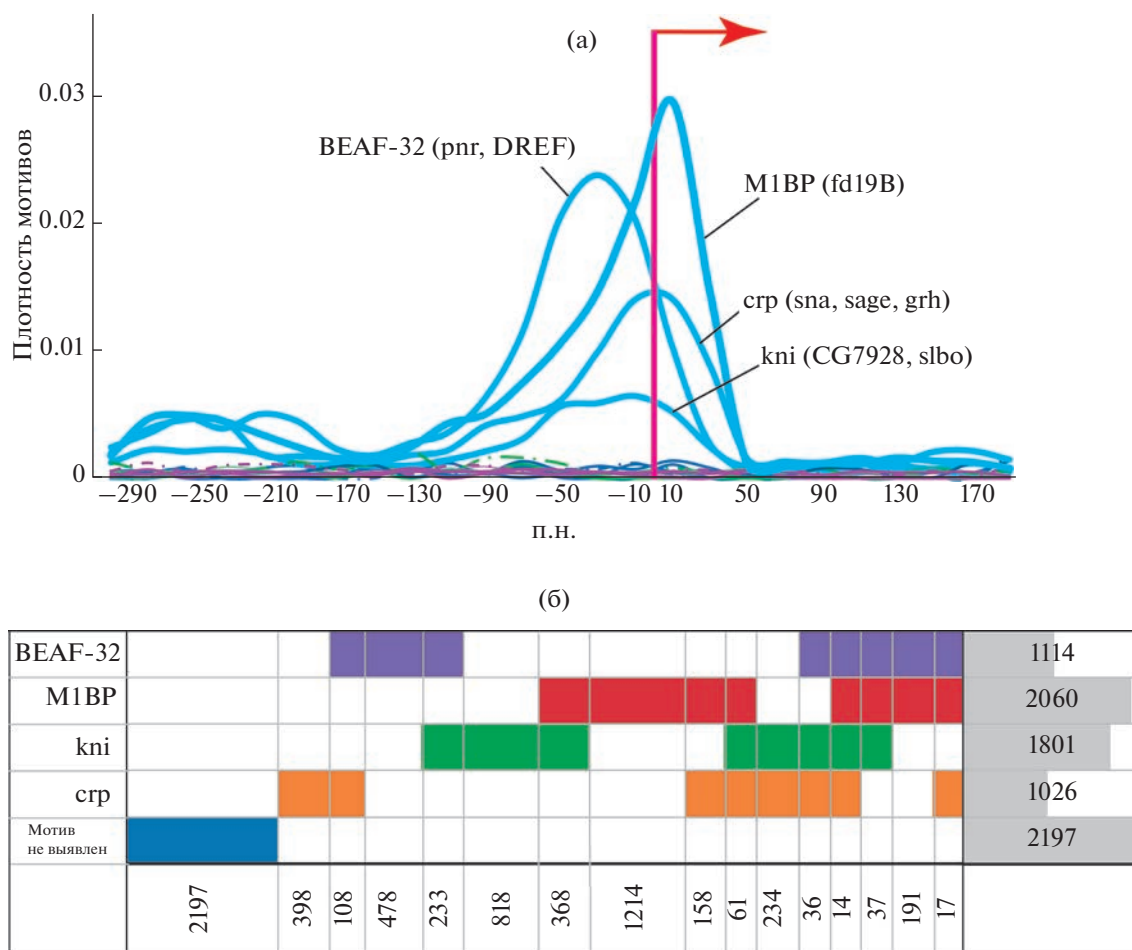 (а)
0.03
0.02
0.01
0
Плотность мотивов
BEAF-32 (pnr, DREF)
M1BP (fd19B)
crp (sna, sage, grh)
kni (CG7928, slbo)
−290 −250 −210 −170 −130 −90 −50 −10 10 50 90 130 170
п.н.
(б)
BEAF-32 1114
M1BP 2060
kni 1801
crp 1026
Мотив
не выявлен 2197
2197 398 108 478 233 818 368 1214 158 61 234 36 14 37 191 17